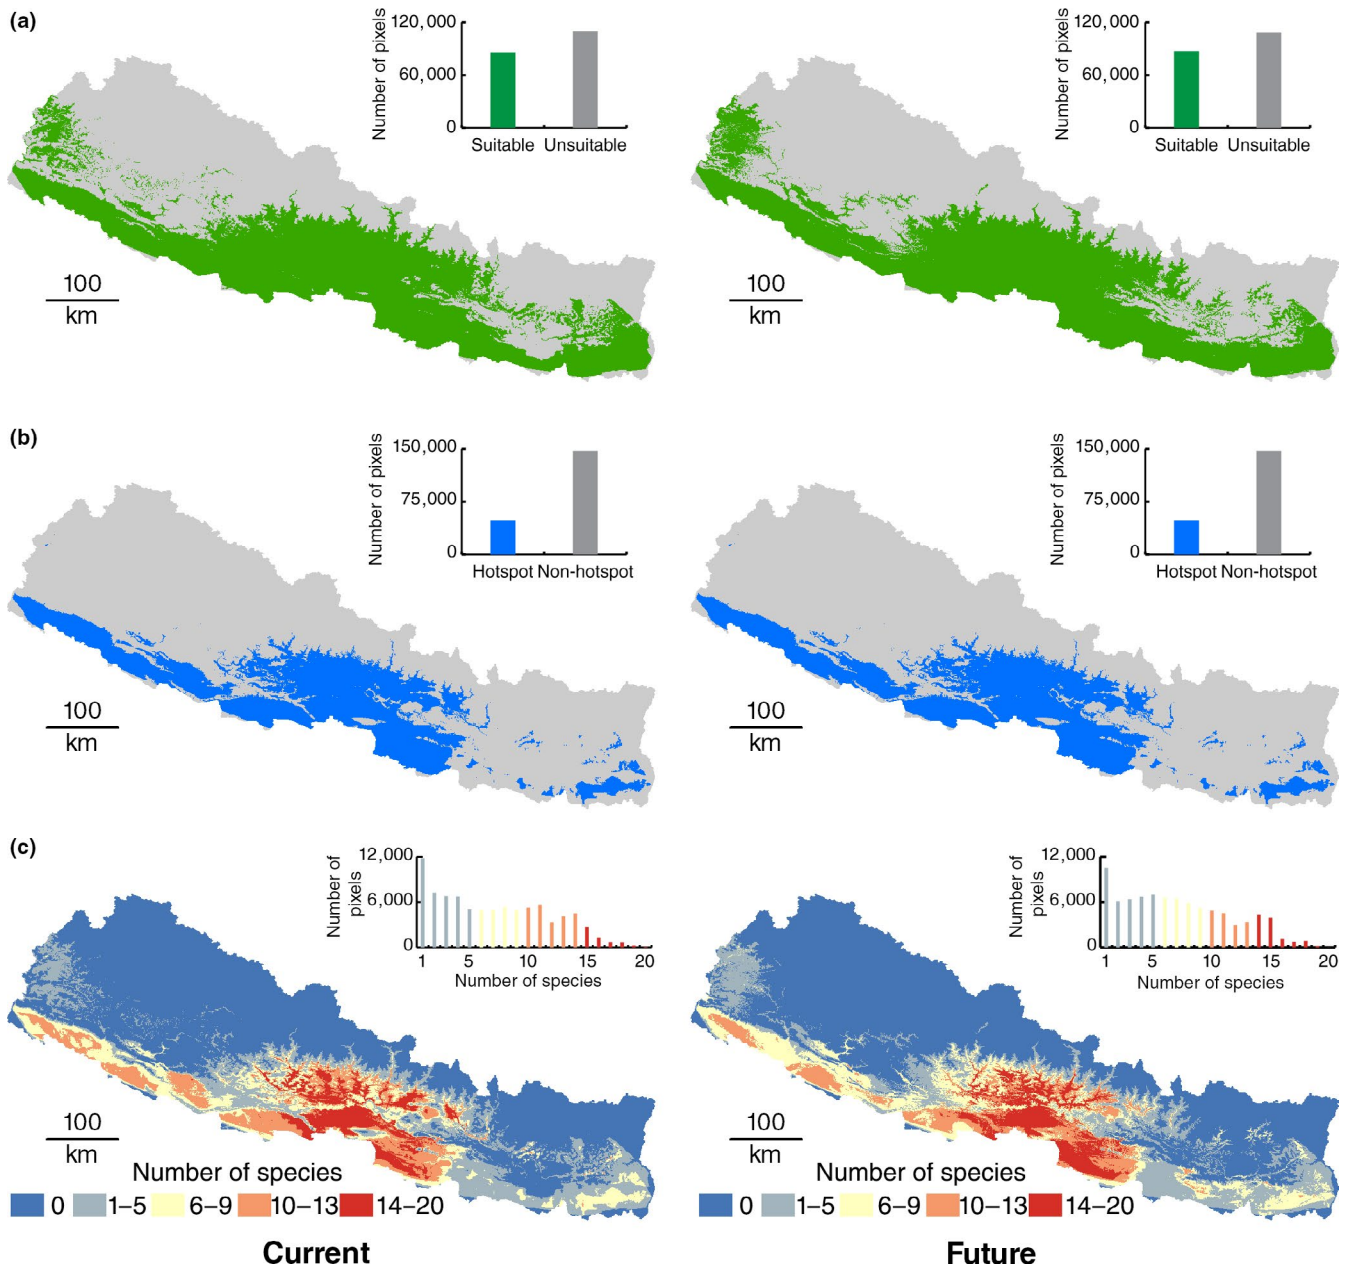 (a)
Number of pixels
120,000
60,000
0
Suitable Unsuitable
100
km
Number of pixels
120,000
60,000
0
Suitable Unsuitable
100
km
(b)
Number of pixels
150,000
75,000
0
Hotspot Non-hotspot
100
km
Number of pixels
150,000
75,000
0
Hotspot Non-hotspot
100
km
(c)
Number of
pixels
12,000
6,000
0
1 5 10 15 20
Number of species
100
km
Number of species
0 1–5 6–9 10–13 14–20
Current
Number of
pixels
12,000
6,000
0
1 5 10 15 20
Number of species
100
km
Number of species
0 1–5 6–9 10–13 14–20
Future